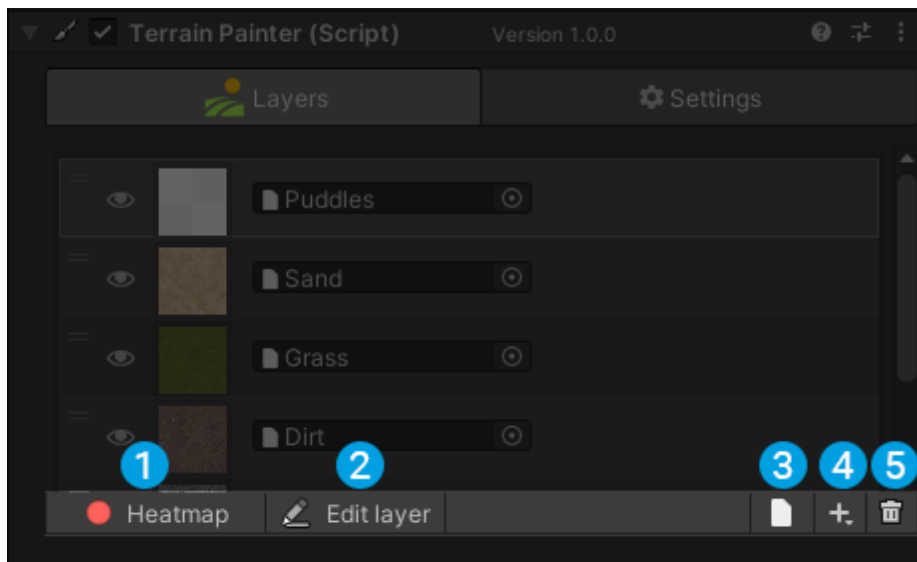 Terrain Painter (Script) Version 1.0.0
Layers Settings
Puddles
Sand
Grass
Dirt
1 2 3 4 5
Heatmap Edit layer